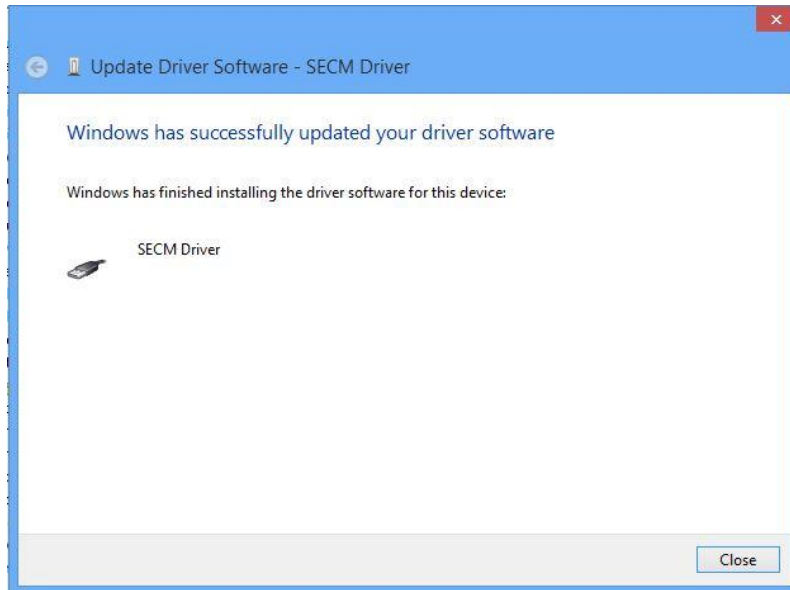 Update Driver Software - SECM Driver
Windows has successfully updated your driver software
Windows has finished installing the driver software for this device:
SECM Driver
Close